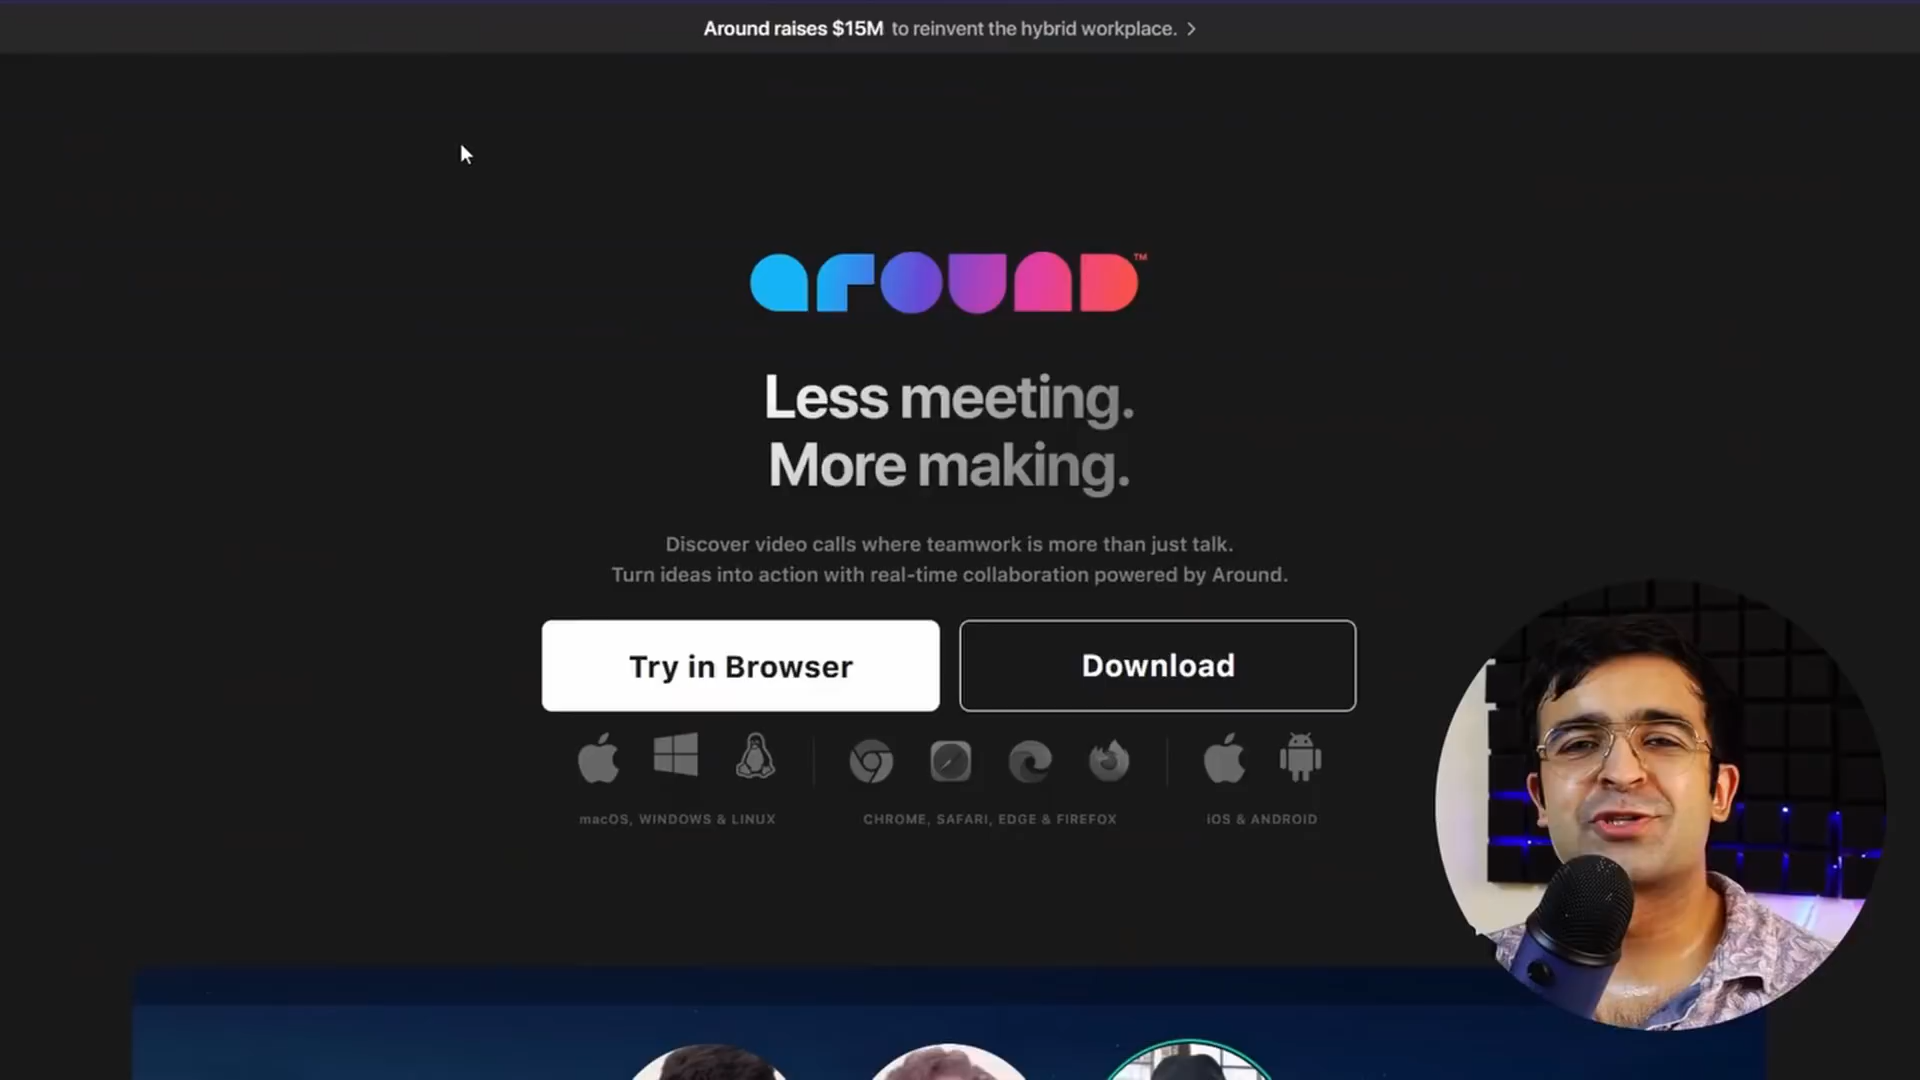 Around raises $15M to reinvent the hybrid workplace. >
around™
Less meeting.
More making.
Discover video calls where teamwork is more than just talk.
Turn ideas into action with real-time collaboration powered by Around.
Try in Browser
Download
macOS, WINDOWS & LINUX
CHROME, SAFARI, EDGE & FIREFOX
iOS & ANDROID